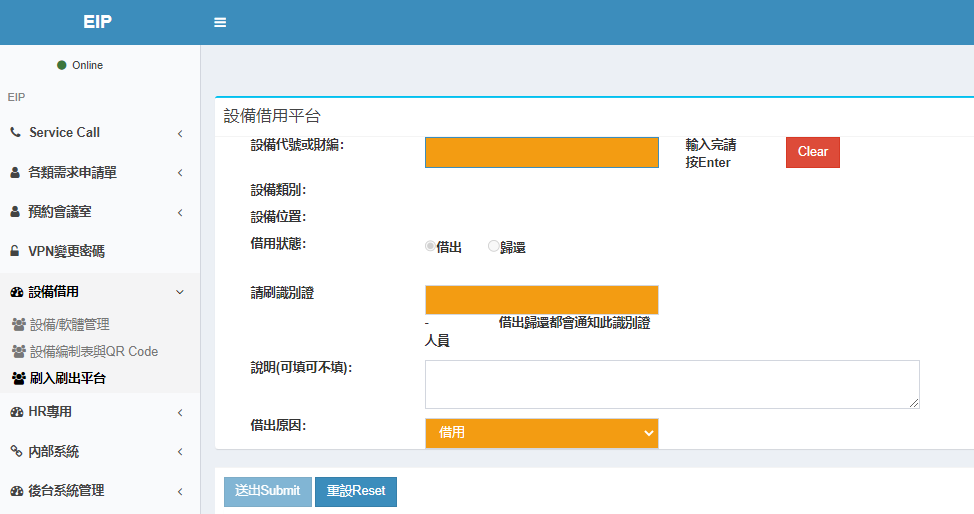 EIP
Online
EIP
Service Call
各類需求申請單
預約會議室
VPN變更密碼
設備借用
設備/軟體管理
設備編制表與QR Code
刷入刷出平台
HR專用
內部系統
後台系統管理
設備借用平台
設備代號或財編：
輸入完請
按Enter
Clear
設備類別：
設備位置：
借用狀態：
借出 歸還
請刷識別證
- 借出歸還都會通知此識別證
人員
說明(可填可不填)：
借出原因：
借用
送出Submit
重設Reset